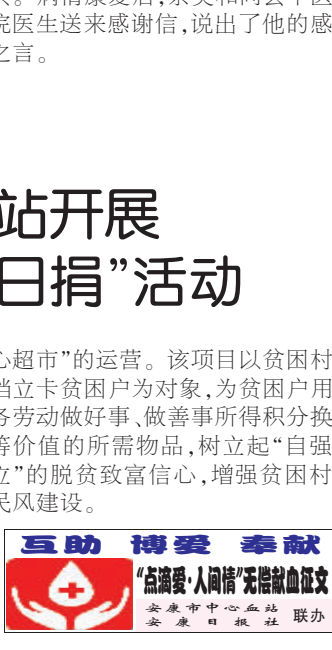 院医生送来感谢信,说出了他的感
之言。
站开展
日捐”活动
心超市”的运营。该项目以贫困村
档立卡贫困户为对象,为贫困户用
务劳动做好事、做善事所得积分换
等价值的所需物品,树立起“自强
立”的脱贫致富信心,增强贫困村
民风建设。
互助 博爱 奉献
“点滴爱·人间情”无偿献血征文
安康市中心血站
安康日报社
联办